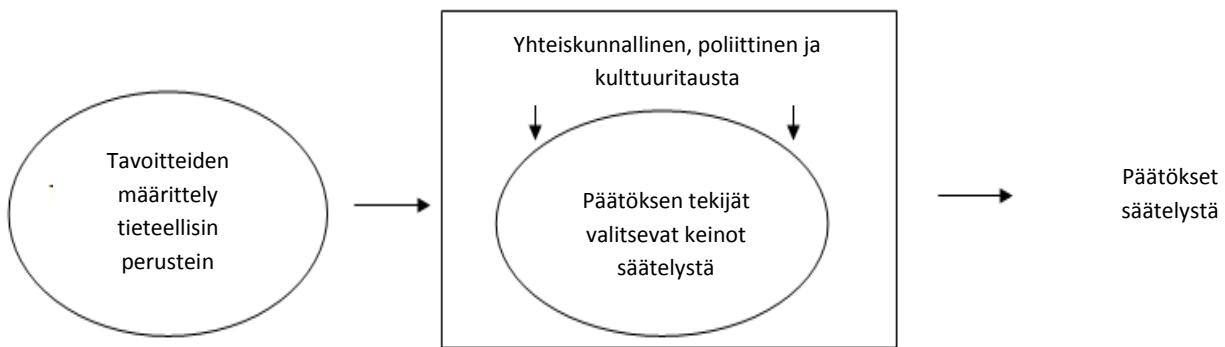 Tavoitteiden
määrittely
tieteellisin
perustein
Yhteiskunnallinen, poliittinen ja
kulttuuritausta
Päätöksen tekijät
valitsevat keinot
säätelystä
Päätökset
säätelystä